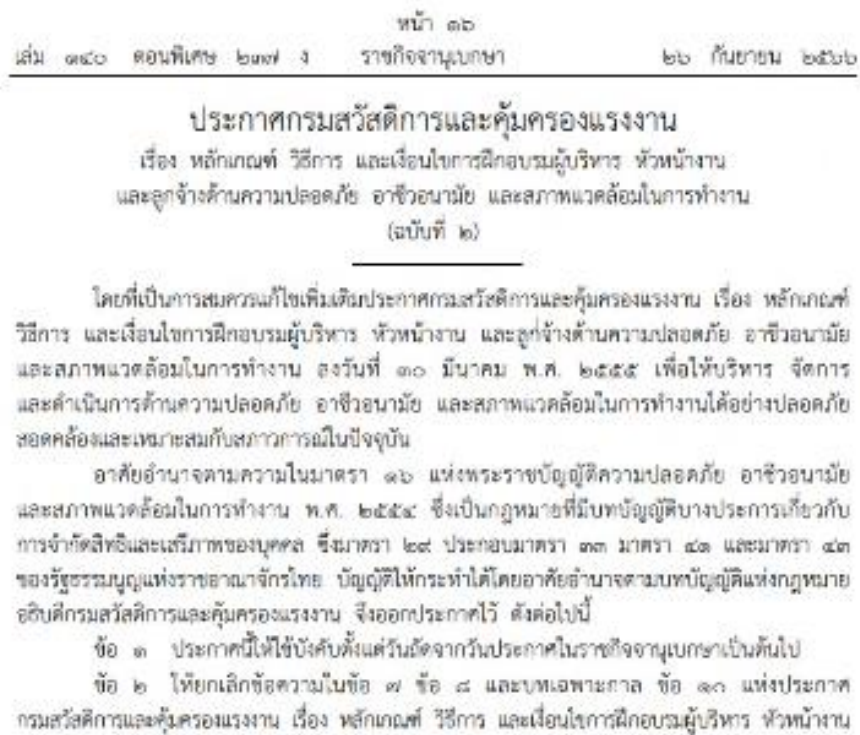 หน้า ๑๖
เล่ม ๑๔๐ ตอนพิเศษ ๒๓๗ ง ราชกิจจานุเบกษา ๒๖ กันยายน ๒๕๖๖
ประกาศกรมสวัสดิการและคุ้มครองแรงงาน
เรื่อง หลักเกณฑ์ วิธีการ และเงื่อนไขการฝึกอบรมผู้บริหาร หัวหน้างาน
และลูกจ้างด้านความปลอดภัย อาชีวอนามัย และสภาพแวดล้อมในการทำงาน
(ฉบับที่ ๒)
โดยที่เป็นการสมควรแก้ไขเพิ่มเติมประกาศกรมสวัสดิการและคุ้มครองแรงงาน เรื่อง หลักเกณฑ์
วิธีการ และเงื่อนไขการฝึกอบรมผู้บริหาร หัวหน้างาน และลูกจ้างด้านความปลอดภัย อาชีวอนามัย
และสภาพแวดล้อมในการทำงาน ลงวันที่ ๓๐ มีนาคม พ.ศ. ๒๕๕๕ เพื่อให้บริหาร จัดการ
และดำเนินการด้านความปลอดภัย อาชีวอนามัย และสภาพแวดล้อมในการทำงานได้อย่างปลอดภัย
สอดคล้องและเหมาะสมกับสภาวการณ์ในปัจจุบัน
อาศัยอำนาจตามความในมาตรา ๑๖ แห่งพระราชบัญญัติความปลอดภัย อาชีวอนามัย
และสภาพแวดล้อมในการทำงาน พ.ศ. ๒๕๕๔ ซึ่งเป็นกฎหมายที่มีบทบัญญัติบางประการเกี่ยวกับ
การจำกัดสิทธิและเสรีภาพของบุคคล ซึ่งมาตรา ๒๙ ประกอบมาตรา ๓๓ มาตรา ๔๑ และมาตรา ๔๓
ของรัฐธรรมนูญแห่งราชอาณาจักรไทย บัญญัติให้กระทำได้โดยอาศัยอำนาจตามบทบัญญัติแห่งกฎหมาย
อธิบดีกรมสวัสดิการและคุ้มครองแรงงาน จึงออกประกาศไว้ ดังต่อไปนี้
ข้อ ๑ ประกาศนี้ให้ใช้บังคับตั้งแต่วันถัดจากวันประกาศในราชกิจจานุเบกษาเป็นต้นไป
ข้อ ๒ ให้ยกเลิกข้อความในข้อ ๗ ข้อ ๘ และบทเฉพาะกาล ข้อ ๑๐ แห่งประกาศ
กรมสวัสดิการและคุ้มครองแรงงาน เรื่อง หลักเกณฑ์ วิธีการ และเงื่อนไขการฝึกอบรมผู้บริหาร หัวหน้างาน